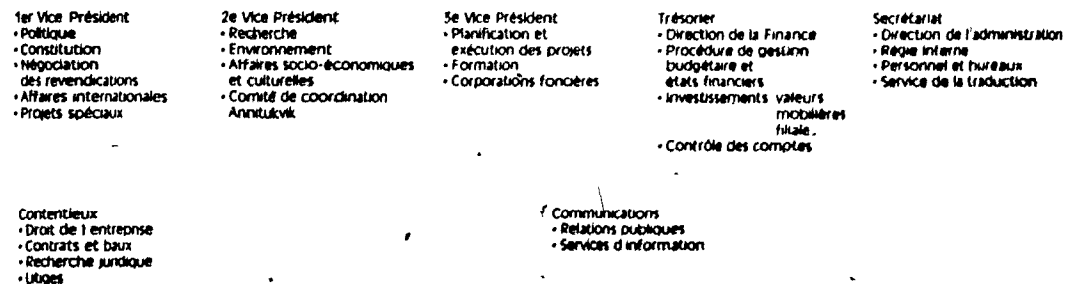 1er Vice Président
• Politique
• Constitution
• Négociation
des revendications
• Affaires internationales
• Projets spéciaux
2e Vice Président
• Recherche
• Environnement
• Affaires socio-économiques
et culturelles
• Comité de coordination
Annitukvik
3e Vice Président
• Planification et
exécution des projets
• Formation
• Corporations foncières
Trésorier
• Direction de la Finance
• Procédure de gestion
budgétaire et
états financiers
• Investissements valeurs
mobilières
filiale.
• Contrôle des comptes
Secrétariat
• Direction de l'administration
• Régie interne
• Personnel et bureaux
• Service de la traduction
Contentieux
• Droit de l entreprise
• Contrats et baux
• Recherche juridique
• Litiges
Communications
• Relations publiques
• Services d information